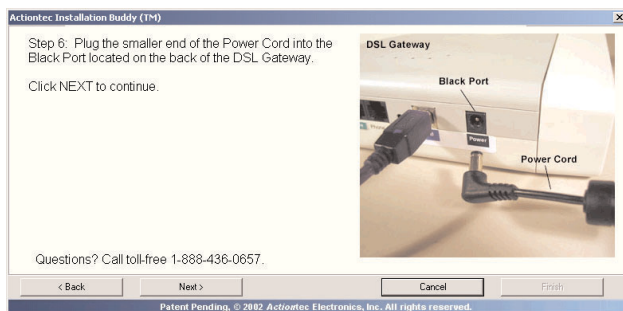 Actiontec Installation Buddy (TM)
Step 6: Plug the smaller end of the Power Cord into the
Black Port located on the back of the DSL Gateway.
Click NEXT to continue.
DSL Gateway
Black Port
Power
Power Cord
Questions? Call toll-free 1-888-436-0657.
< Back
Next >
Cancel
Finish
Patent Pending, © 2002 Actiontec Electronics, Inc. All rights reserved.